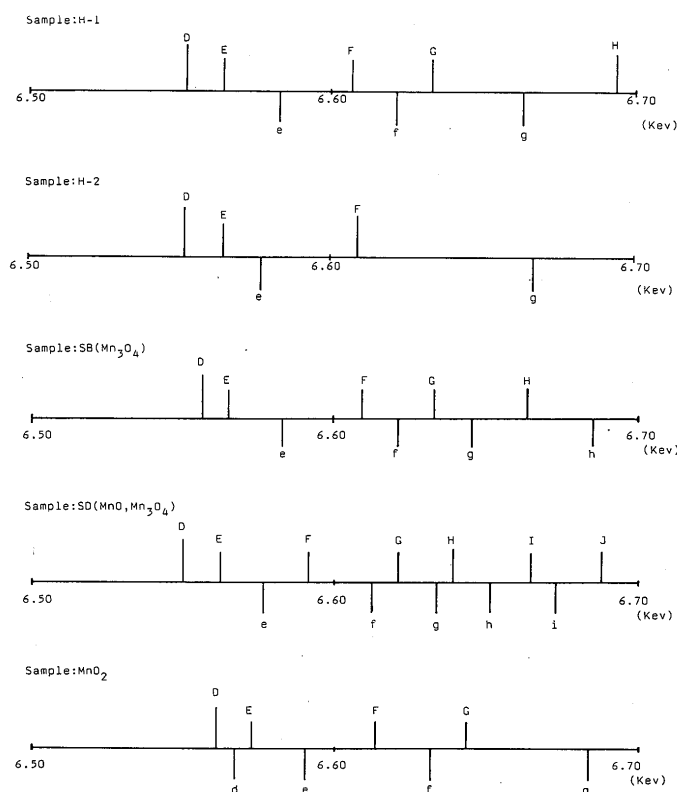 Sample:H-1
D E F G H
6.50 6.60 6.70
e f g
(Kev)
Sample:H-2
D E F
6.50 6.60 6.70
e g
(Kev)
Sample:SB(Mn3O4)
D E F G H
6.50 6.60 6.70
e f g h
(Kev)
Sample:SD(MnO,Mn3O4)
D E F G H I J
6.50 6.60 6.70
e f g h i
(Kev)
Sample:MnO2
D E F G
6.50 6.60 6.70
d e f g
(Kev)